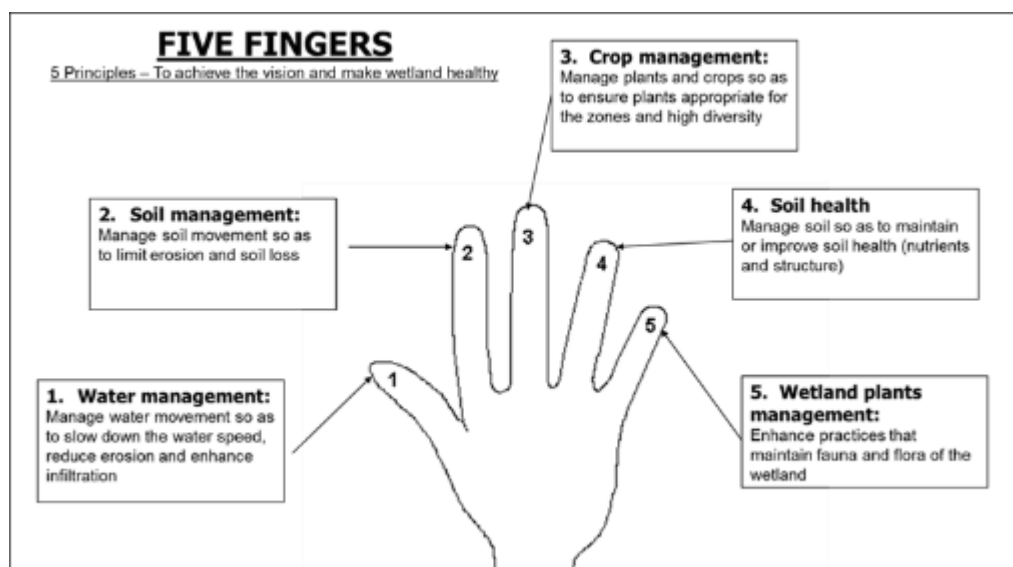 FIVE FINGERS
5 Principles – To achieve the vision and make wetland healthy
3. Crop management:
Manage plants and crops so as
to ensure plants appropriate for
the zones and high diversity
2. Soil management:
Manage soil movement so as
to limit erosion and soil loss
4. Soil health
Manage soil so as to maintain
or improve soil health (nutrients
and structure)
1. Water management:
Manage water movement so as
to slow down the water speed,
reduce erosion and enhance
infiltration
5. Wetland plants
management:
Enhance practices that
maintain fauna and flora of the
wetland
1
2
3
4
5